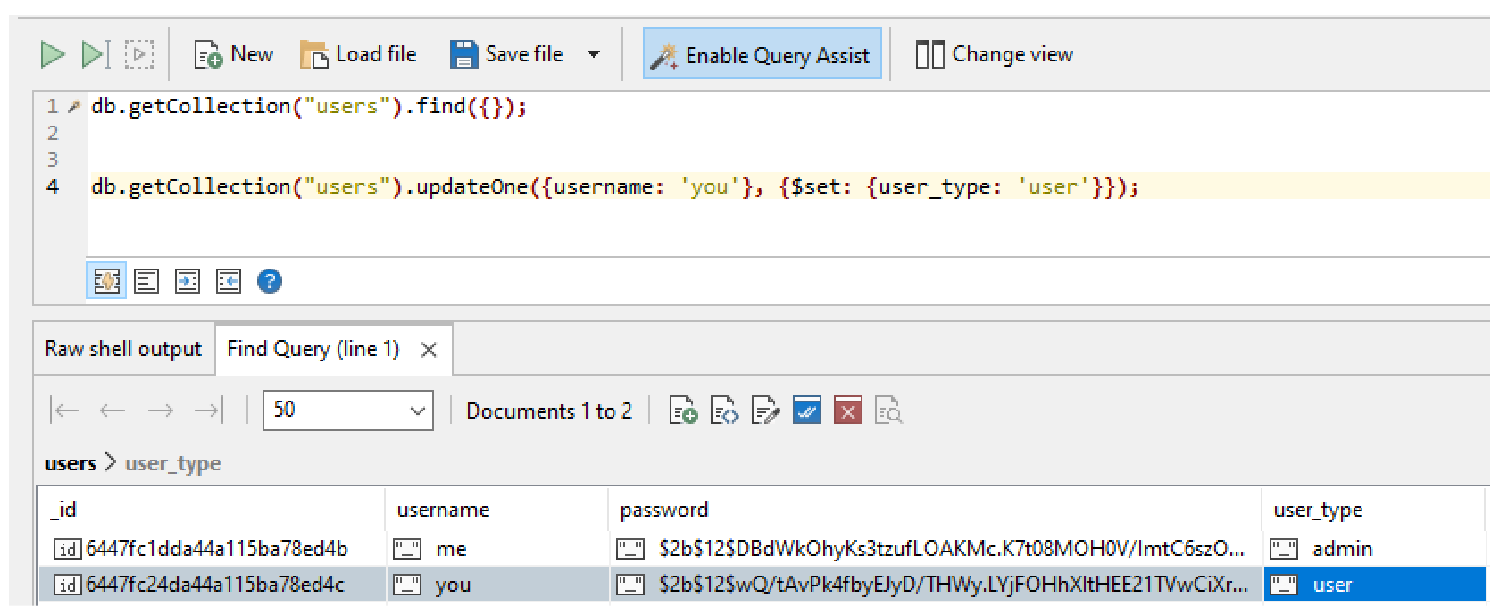 New Load file Save file Enable Query Assist Change view
1 db.getCollection("users").find({});
2
3
4 db.getCollection("users").updateOne({username: 'you'}, {$set: {user_type: 'user'}});
?
Raw shell output Find Query (line 1)
50 Documents 1 to 2
users > user_type
_id username password user_type
id 6447fc1dda44a115ba78ed4b "_" me "_" $2b$12$DBdWkOhyKs3tzufLOAKMc.K7t08MOH0V/ImtC6szO... "_" admin
id 6447fc24da44a115ba78ed4c "_" you "_" $2b$12$wQ/tAvPk4fbyEJyD/THWy.LYjFOHhXItHEE21TVwCiXr... "_" user